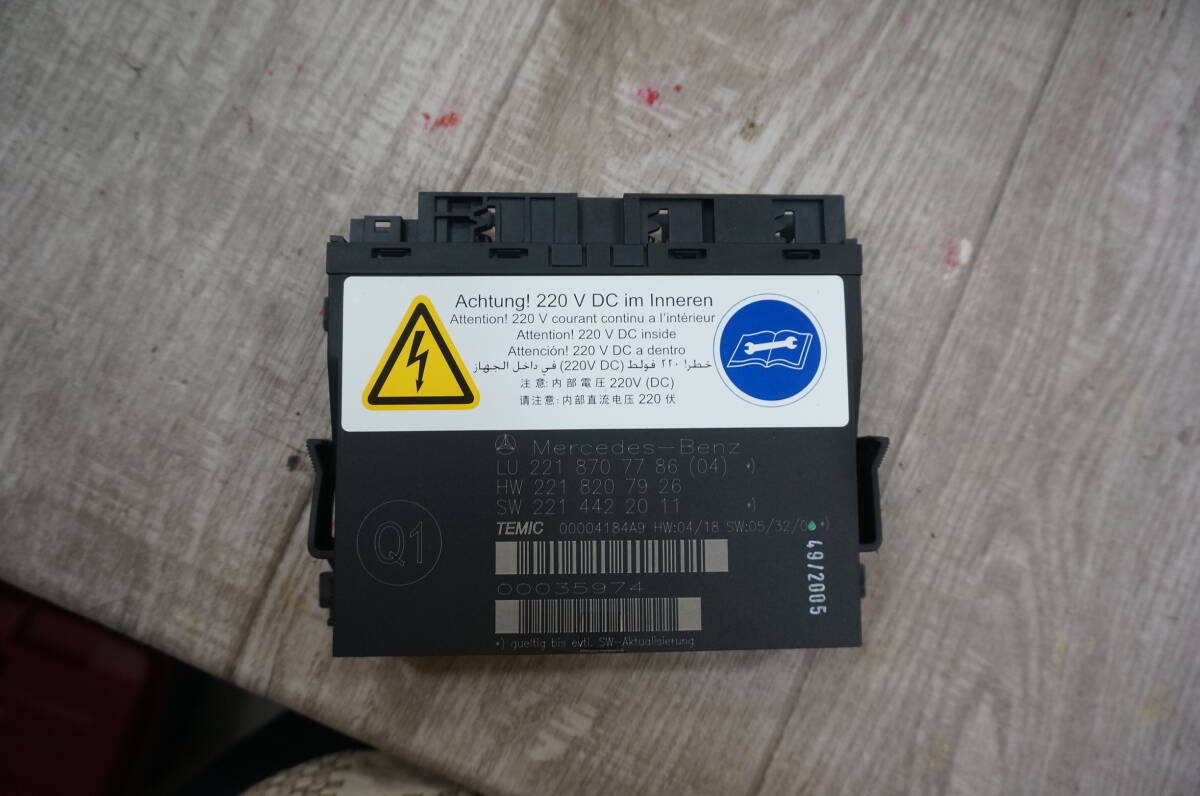 Achtung! 220 V DC im Inneren
Attention! 220 V courant continu a l'intérieur
Attention! 220 V DC inside
Attención! 220 V DC a dentro
خطر! ٢٢٠ فولط (220V DC) في داخل الجهاز
注 意: 内 部 電 圧 220V (DC)
请 注 意: 内 部 直 流 电 压 220 伏
Mercedes-Benz
LU 221 870 77 86 (04) *)
HW 221 820 79 26
SW 221 442 20 11 *)
TEMIC 00004184A9 HW:04/18 SW:05/32/ *)
Q1
49/2005
00035974
*) gueltig bis evtl. SW-Aktualisierung